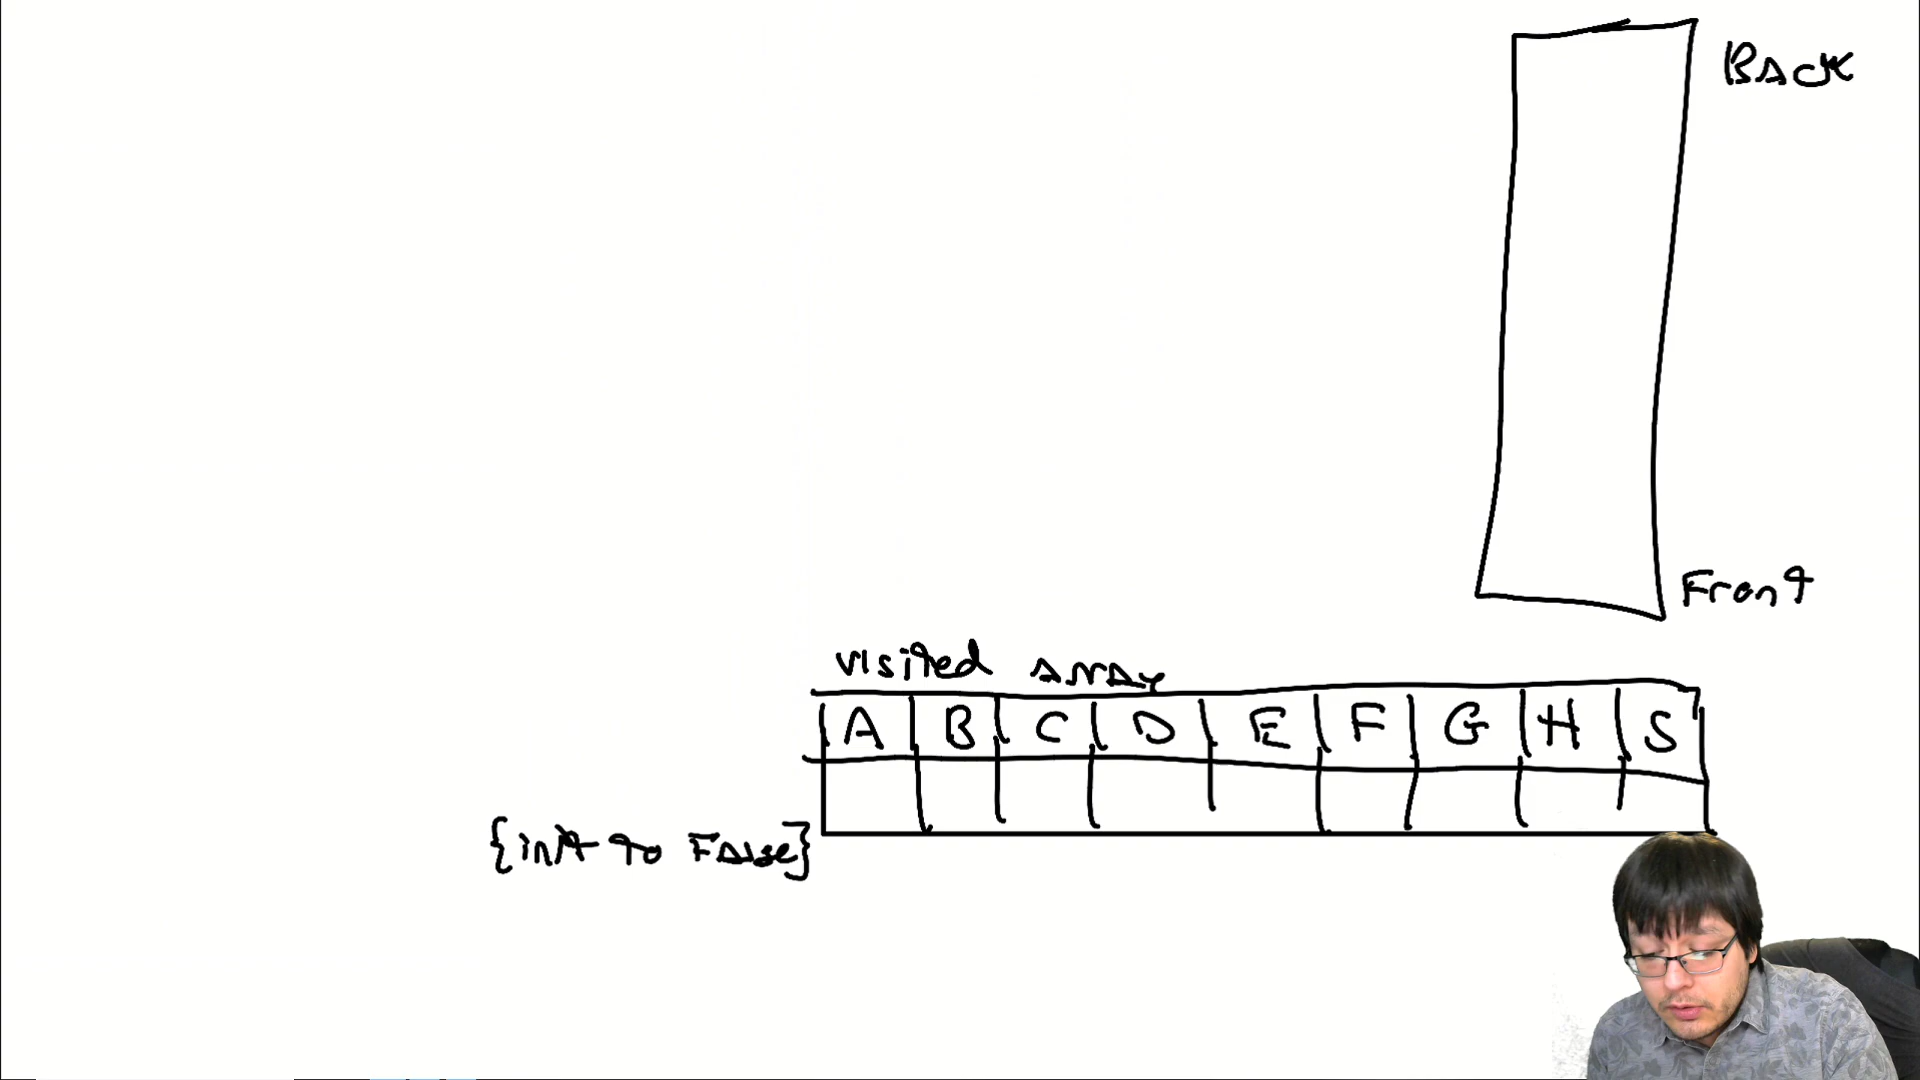 Back
Front
visited array
A B C D E F G H S
{init to False}